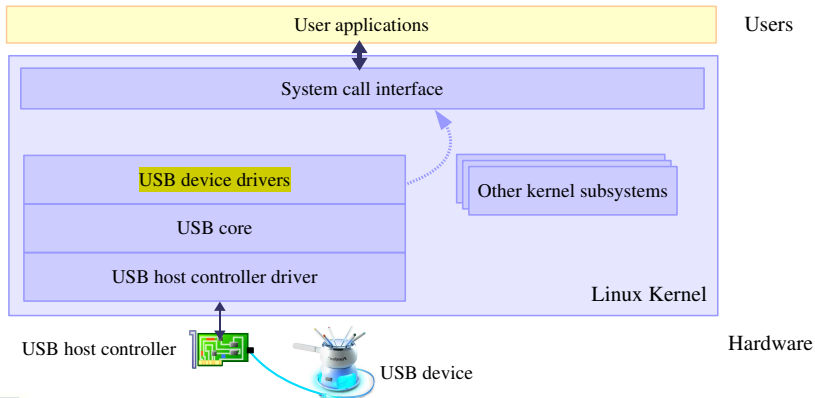 User applications
Users
System call interface
USB device drivers
Other kernel subsystems
USB core
USB host controller driver
Linux Kernel
USB host controller
Hardware
USB device